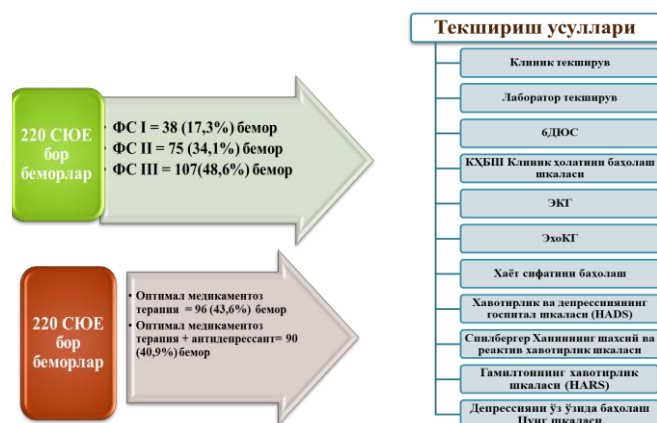 220 СЮЕ
бор
беморлар
ФС I = 38 (17,3%) бемор
ФС II = 75 (34,1%) бемор
ФС III = 107(48,6%) бемор
220 СЮЕ
бор
беморлар
• Оптимал медикаментоз
терапия = 96 (43,6%) бемор
• Оптимал медикаментоз
терапия + антидепрессант= 90
(40,9%) бемор
Текшириш усуллари
Клиник текширув
Лаборатор текширув
6ДЮС
КҲБШ Клиник ҳолатини баҳолаш
шкаласи
ЭКГ
ЭхоКГ
Хаёт сифатини баҳолаш
Хавотирлик ва депрессиянинг
госпитал шкаласи (HADS)
Спилбергер Ханиннинг шахсий ва
реактив хавотирлик шкаласи
Гамилтоннинг хавотирлик
шкаласи (HARS)
Депрессияни ўз ўзида баҳолаш
Цунг шкаласи